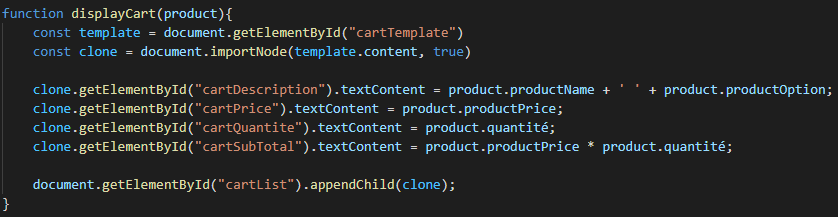 function displayCart(product){
    const template = document.getElementById("cartTemplate")
    const clone = document.importNode(template.content, true)

    clone.getElementById("cartDescription").textContent = product.productName + ' ' + product.productOption;
    clone.getElementById("cartPrice").textContent = product.productPrice;
    clone.getElementById("cartQuantite").textContent = product.quantité;
    clone.getElementById("cartSubTotal").textContent = product.productPrice * product.quantité;

    document.getElementById("cartList").appendChild(clone);
}